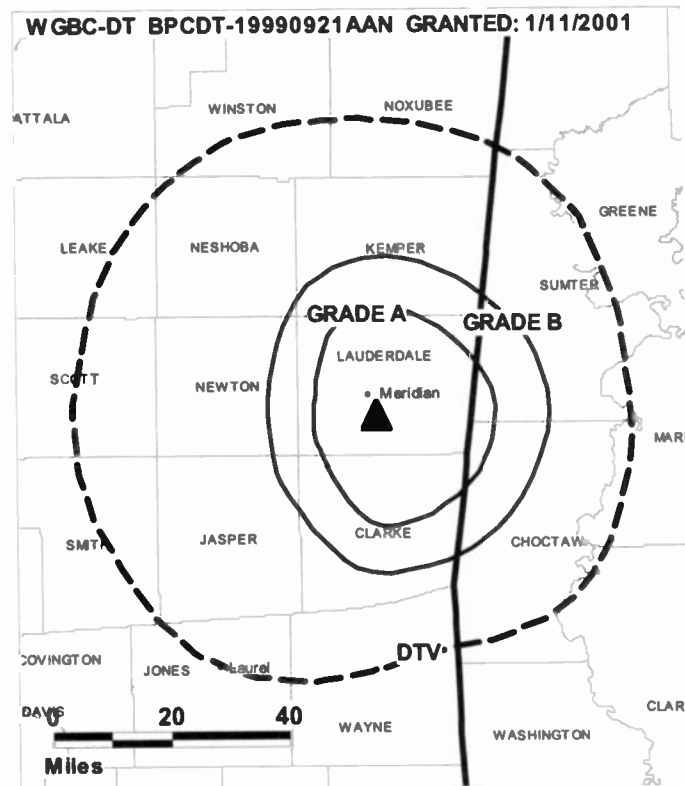 WGBC-DT BPCDT-19990921AAN GRANTED: 1/11/2001
WINSTON
NOXUBEE
ATTALA
GREENE
LEAKE
NESHOBA
KEMPER
SUMTER
GRADE A
GRADE B
LAUDERDALE
SCOTT
NEWTON
Meridian
MAR
SMITH
JASPER
CLARKE
CHOCTAW
COVINGTON
JONES
Laurel
DTV
DAVIS
0 20 40
WAYNE
WASHINGTON
CLAR
Miles